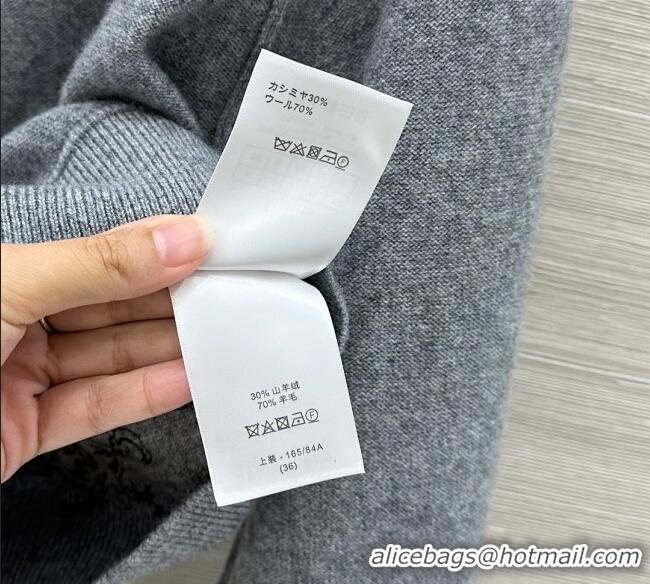 カシミヤ30%
ウール70%
F
30% 山羊绒
70% 羊毛
F
上装 - 165/84A
(36)
alicebags@hotmail.com